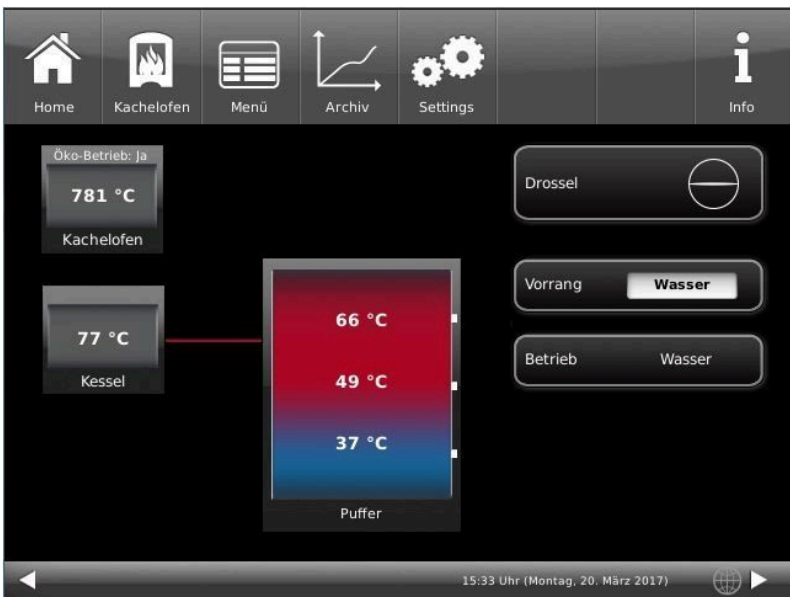 Home
Kachelofen
Menü
Archiv
Settings
Info
Öko-Betrieb: Ja
781 °C
Kachelofen
77 °C
Kessel
66 °C
49 °C
37 °C
Puffer
Drossel
Vorrang Wasser
Betrieb Wasser
15:33 Uhr (Montag, 20. März 2017)